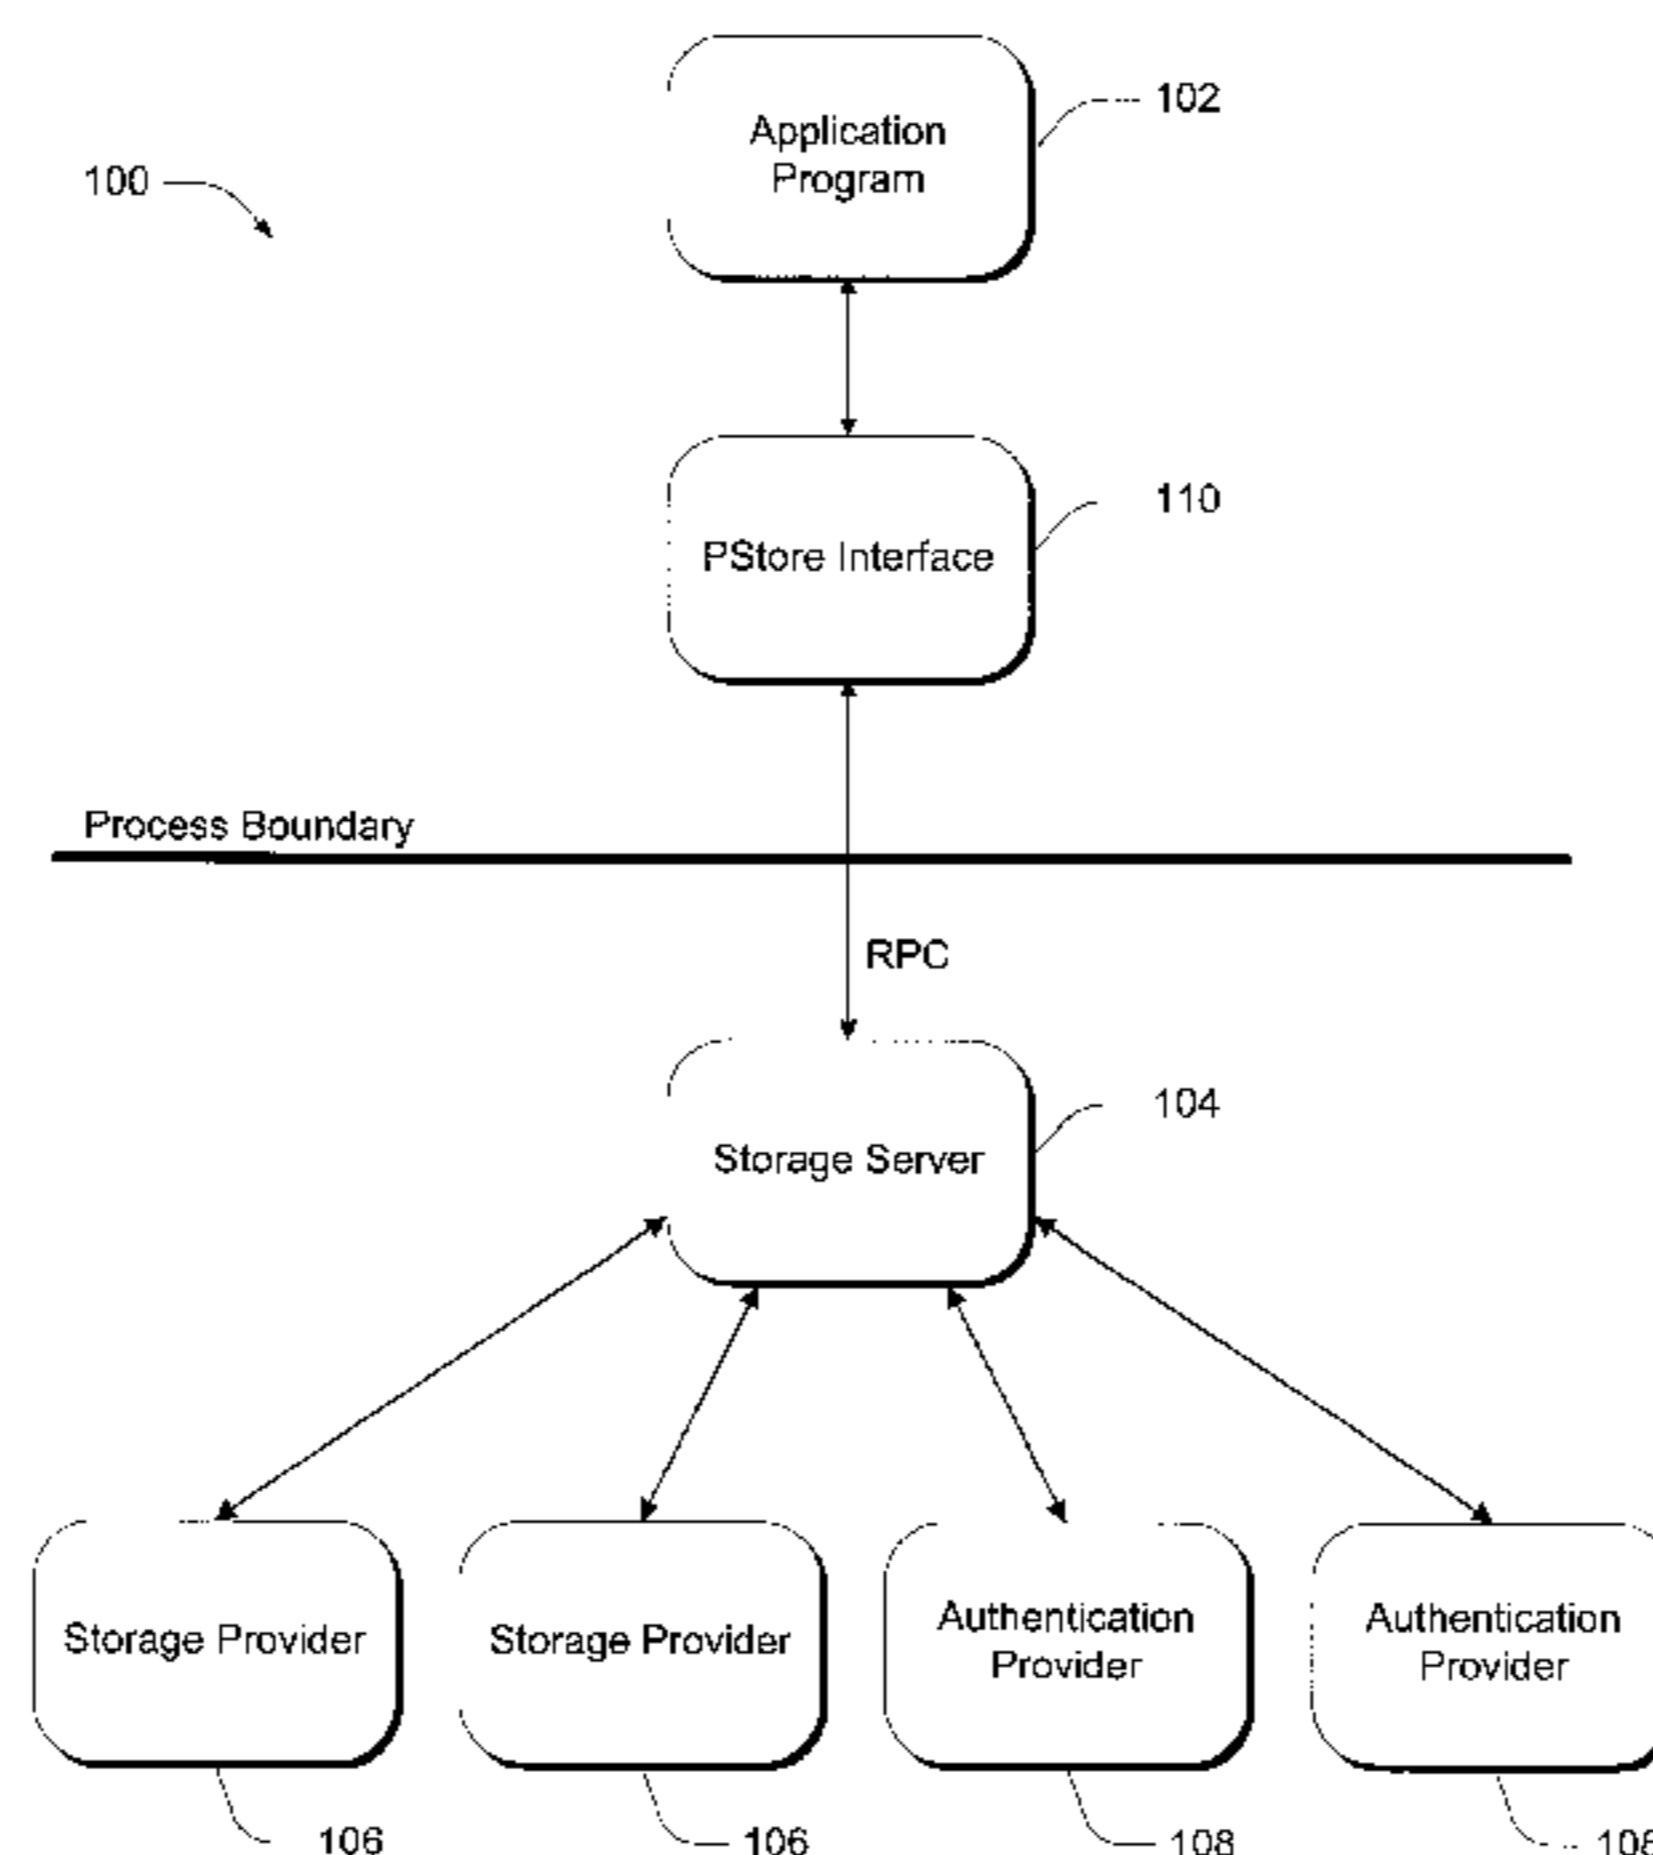 102
Application
Program
100
110
PStore Interface
Process Boundary
RPC
104
Storage Server
Storage Provider
Storage Provider
Authentication
Provider
Authentication
Provider
106
106
108
108